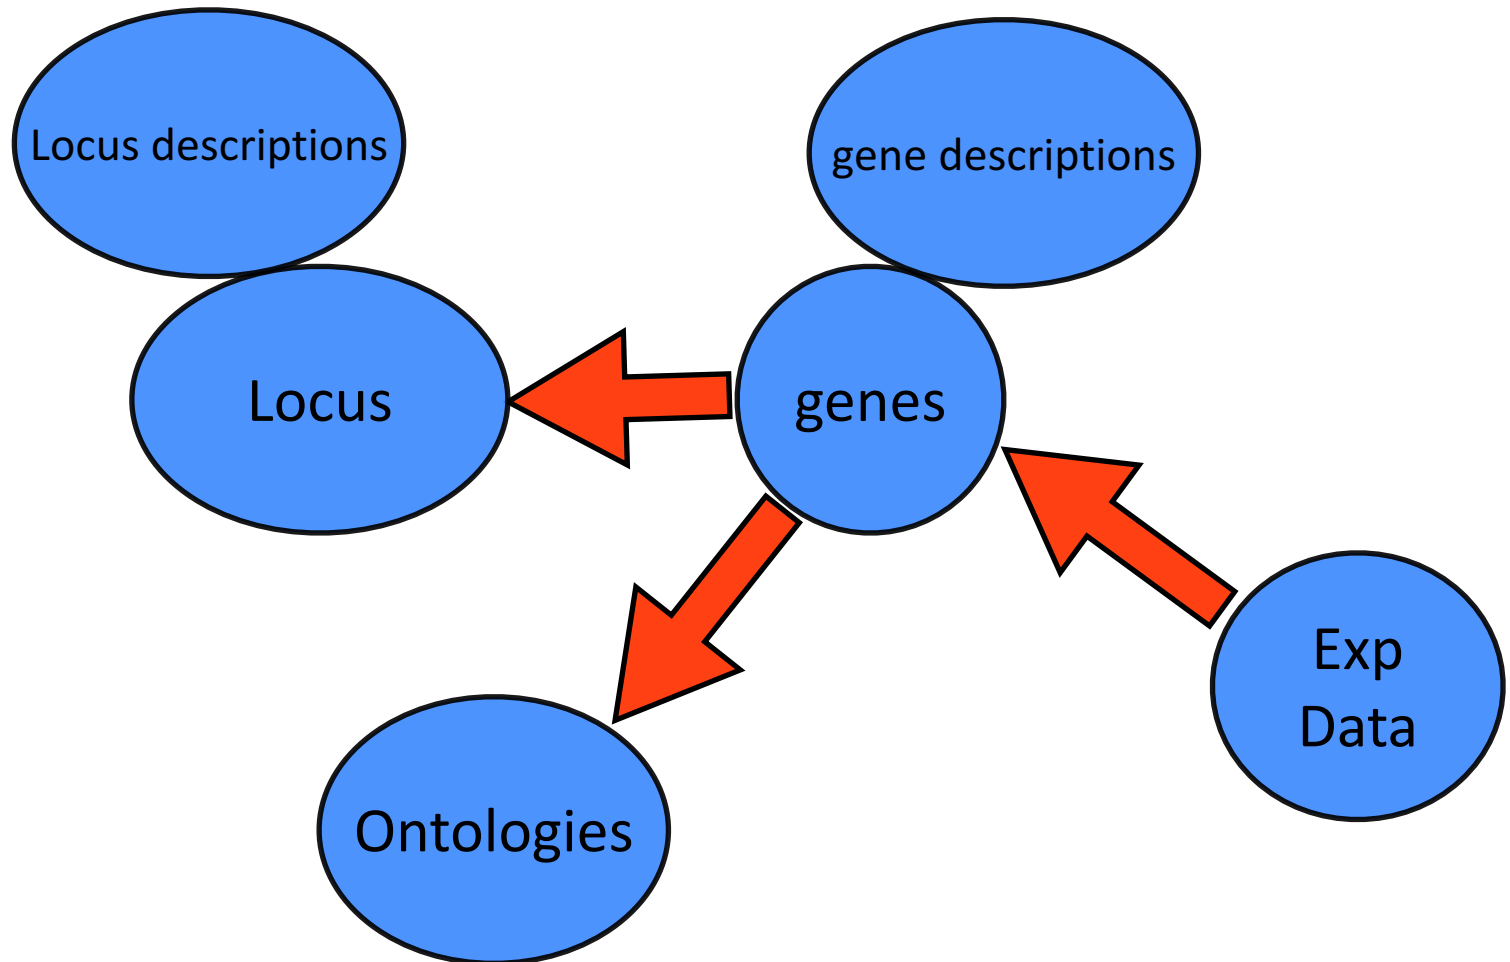 Locus descriptions
gene descriptions
Locus
genes
Exp
Data
Ontologies